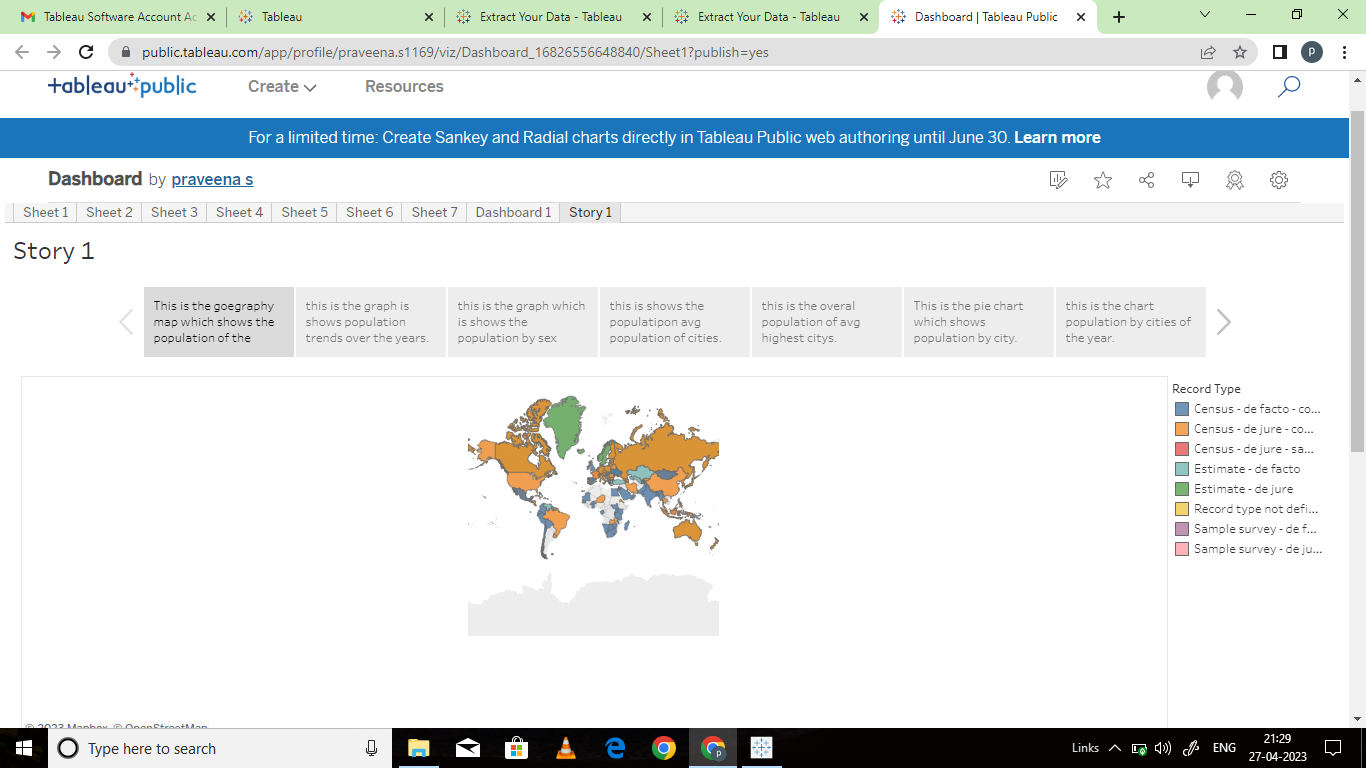 Tableau Software Account Ac
Tableau
Extract Your Data - Tableau
Extract Your Data - Tableau
Dashboard | Tableau Public
public.tableau.com/app/profile/praveena.s1169/viz/Dashboard_16826556648840/Sheet1?publish=yes
P
+ableau public
Create
Resources
For a limited time: Create Sankey and Radial charts directly in Tableau Public web authoring until June 30. Learn more
Dashboard by praveena s
Sheet 1 Sheet 2 Sheet 3 Sheet 4 Sheet 5 Sheet 6 Sheet 7 Dashboard 1 Story 1
Story 1
This is the goegraphy
map which shows the
population of the
this is the graph is
shows population
trends over the years.
this is the graph which
is shows the
population by sex
this is shows the
populatipon avg
population of cities.
this is the overal
population of avg
highest citys.
This is the pie chart
which shows
population by city.
this is the chart
population by cities of
the year.
Record Type
Census - de facto - co...
Census - de jure - co...
Census - de jure - sa...
Estimate - de facto
Estimate - de jure
Record type not defi...
Sample survey - de f...
Sample survey - de ju...
© 2023 Mapbox © OpenStreetMap
Type here to search
P
Links
ENG
21:29
27-04-2023